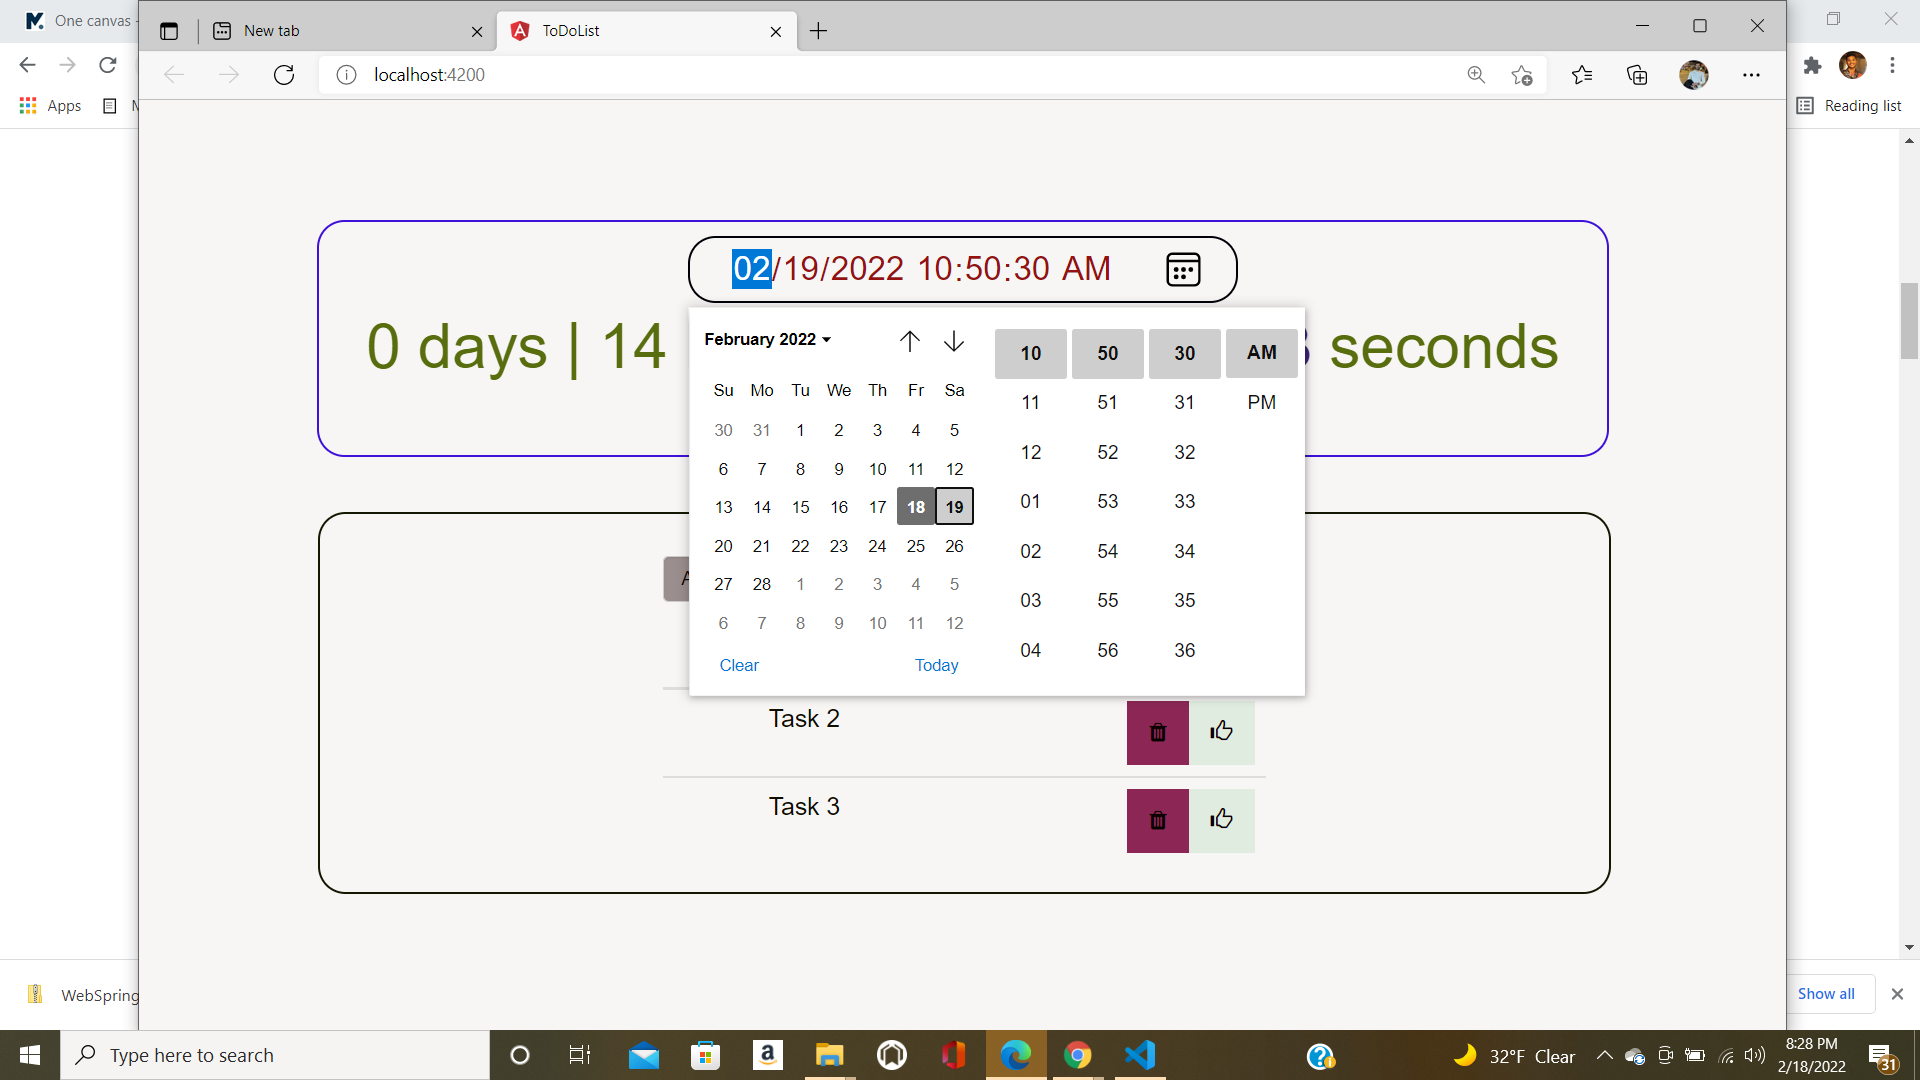 One canvas
New tab
ToDoList
localhost:4200
Apps
Reading list
02/19/2022 10:50:30 AM
0 days | 14
seconds
February 2022
Su Mo Tu We Th Fr Sa
30 31 1 2 3 4 5
6 7 8 9 10 11 12
13 14 15 16 17 18 19
20 21 22 23 24 25 26
27 28 1 2 3 4 5
6 7 8 9 10 11 12
Clear Today
10 50 30 AM
11 51 31 PM
12 52 32
01 53 33
02 54 34
03 55 35
04 56 36
Task 2
Task 3
WebSpring
Show all
Type here to search
32°F Clear
8:28 PM
2/18/2022
31